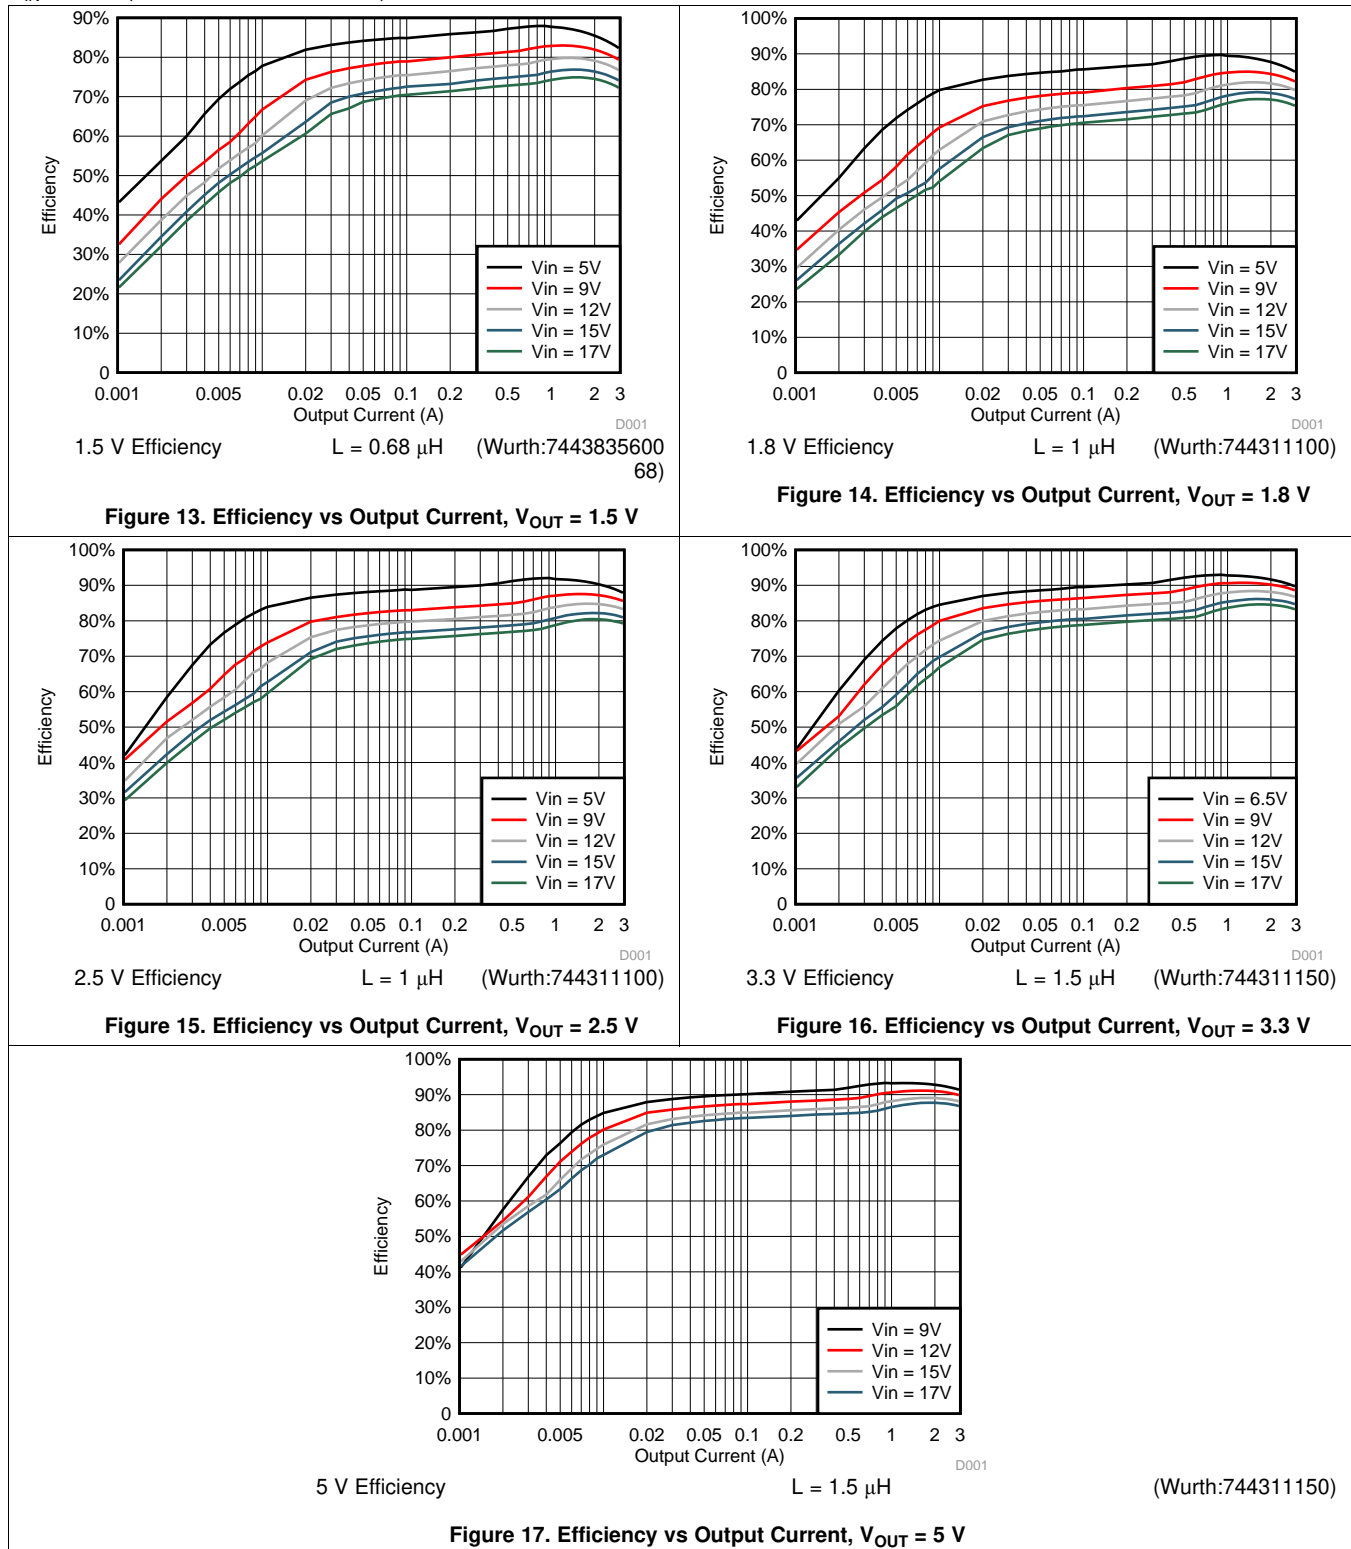 90%
80%
70%
60%
50%
40%
30%
20%
10%
0
Efficiency
Vin = 5V
Vin = 9V
Vin = 12V
Vin = 15V
Vin = 17V
0.001 0.005 0.02 0.05 0.1 0.2 0.5 1 2 3
Output Current (A)
D001
1.5 V Efficiency L = 0.68 μH (Wurth:7443835600
68)
Figure 13. Efficiency vs Output Current, VOUT = 1.5 V
100%
90%
80%
70%
60%
50%
40%
30%
20%
10%
0
Efficiency
Vin = 5V
Vin = 9V
Vin = 12V
Vin = 15V
Vin = 17V
0.001 0.005 0.02 0.05 0.1 0.2 0.5 1 2 3
Output Current (A)
D001
1.8 V Efficiency L = 1 μH (Wurth:744311100)
Figure 14. Efficiency vs Output Current, VOUT = 1.8 V
100%
90%
80%
70%
60%
50%
40%
30%
20%
10%
0
Efficiency
Vin = 5V
Vin = 9V
Vin = 12V
Vin = 15V
Vin = 17V
0.001 0.005 0.02 0.05 0.1 0.2 0.5 1 2 3
Output Current (A)
D001
2.5 V Efficiency L = 1 μH (Wurth:744311100)
Figure 15. Efficiency vs Output Current, VOUT = 2.5 V
100%
90%
80%
70%
60%
50%
40%
30%
20%
10%
0
Efficiency
Vin = 6.5V
Vin = 9V
Vin = 12V
Vin = 15V
Vin = 17V
0.001 0.005 0.02 0.05 0.1 0.2 0.5 1 2 3
Output Current (A)
D001
3.3 V Efficiency L = 1.5 μH (Wurth:744311150)
Figure 16. Efficiency vs Output Current, VOUT = 3.3 V
100%
90%
80%
70%
60%
50%
40%
30%
20%
10%
0
Efficiency
Vin = 9V
Vin = 12V
Vin = 15V
Vin = 17V
0.001 0.005 0.02 0.05 0.1 0.2 0.5 1 2 3
Output Current (A)
D001
5 V Efficiency L = 1.5 μH (Wurth:744311150)
Figure 17. Efficiency vs Output Current, VOUT = 5 V